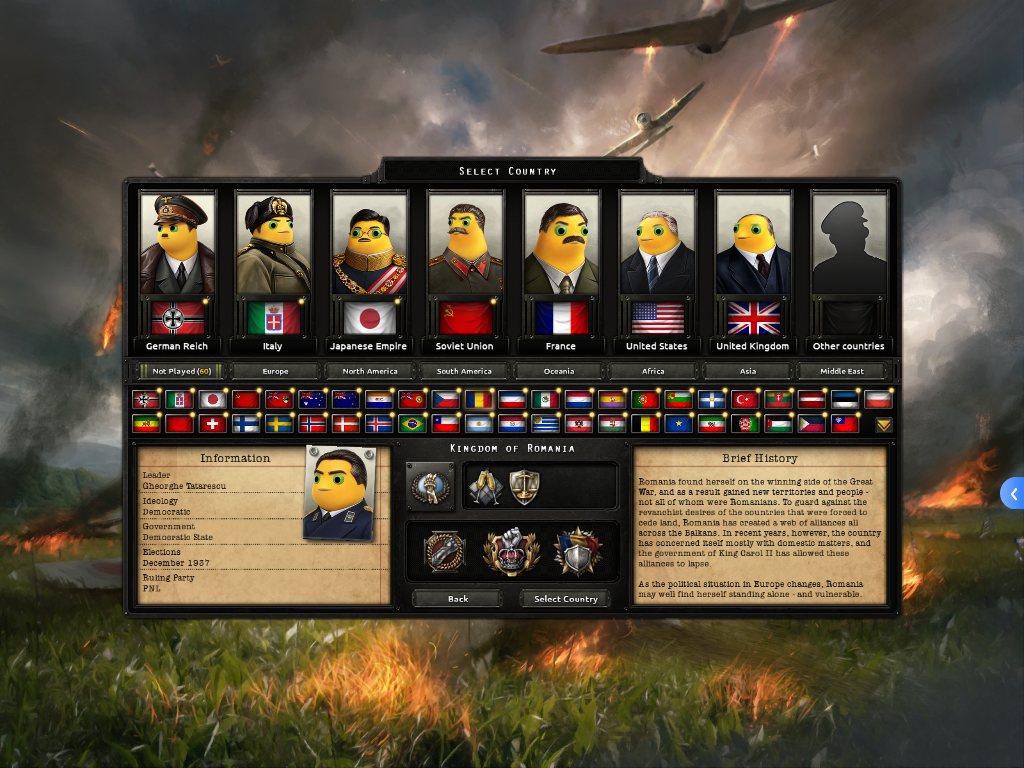 Select Country
German Reich
Italy
Japanese Empire
Soviet Union
France
United States
United Kingdom
Other countries
Not Played (60)
Europe
North America
South America
Oceania
Africa
Asia
Middle East
Information
Leader
Gheorghe Tatarescu
Ideology
Democratic
Government
Democratic State
Elections
December 1937
Ruling Party
PNL
Kingdom of Romania
Back
Select Country
Brief History
Romania found herself on the winning side of the Great
War, and as a result gained new territories and people -
not all of whom were Romanians. To guard against the
revanchist desires of the countries that were forced to
cede land, Romania has created a web of alliances all
across the Balkans. In recent years, however, the country
has concerned itself mostly with domestic matters, and
the government of King Carol II has allowed these
alliances to lapse.
As the political situation in Europe changes, Romania
may well find herself standing alone - and vulnerable.